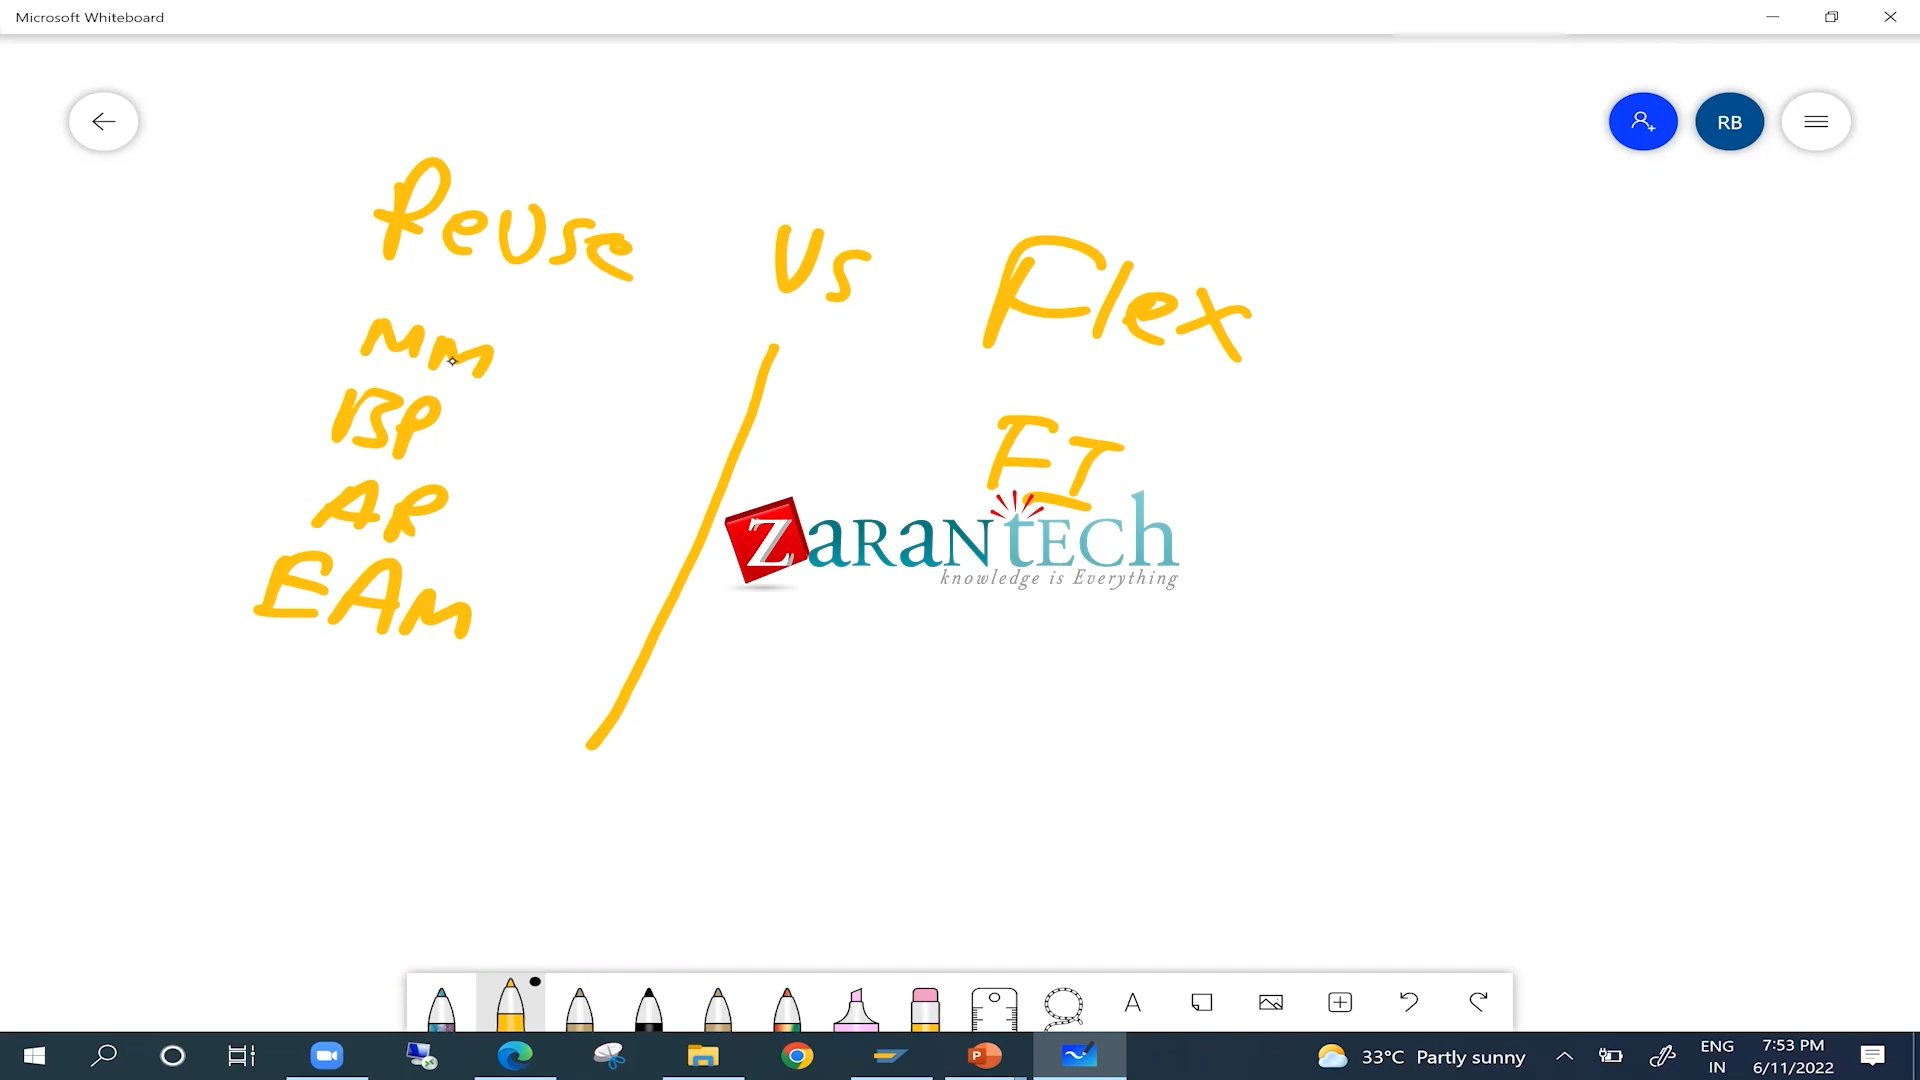 Microsoft Whiteboard
RB
Reuse Vs Flex
MM
BP
AR
EAM
FI
ZaranTech
knowledge is Everything
A
33°C Partly sunny
ENG
IN
7:53 PM
6/11/2022